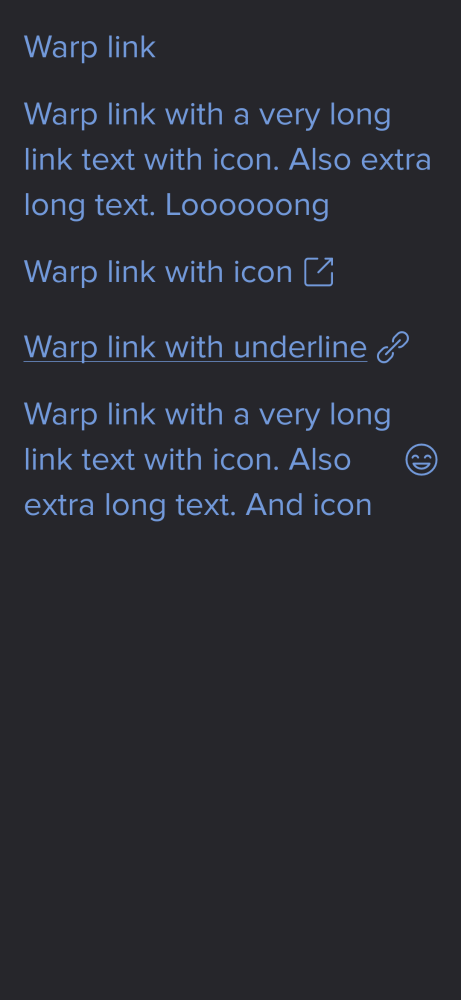 Warp link
Warp link with a very long
link text with icon. Also extra
long text. Loooooong
Warp link with icon
Warp link with underline
Warp link with a very long
link text with icon. Also
extra long text. And icon